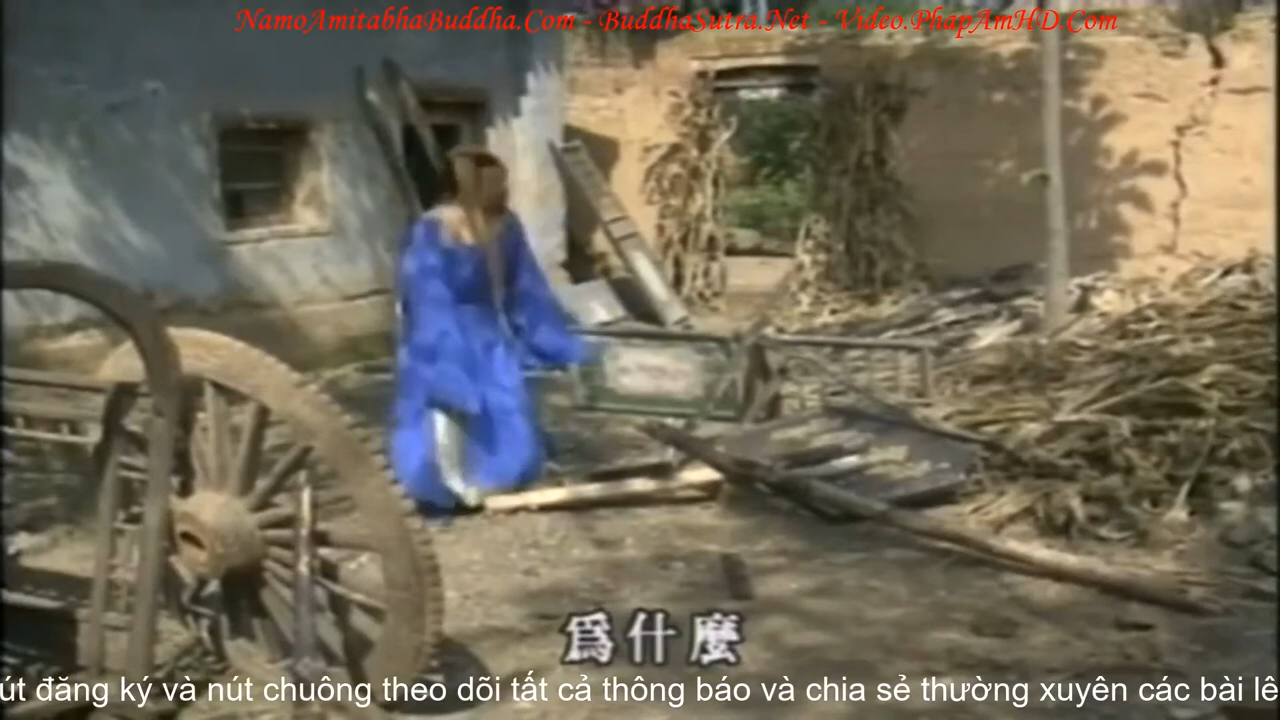 NamoAmitabhaBuddha.Com - BuddhaSutra.Net - Video.PhapAmHD.Com
爲什麼
út đăng ký và nút chuông theo dõi tất cả thông báo và chia sẻ thường xuyên các bài lê